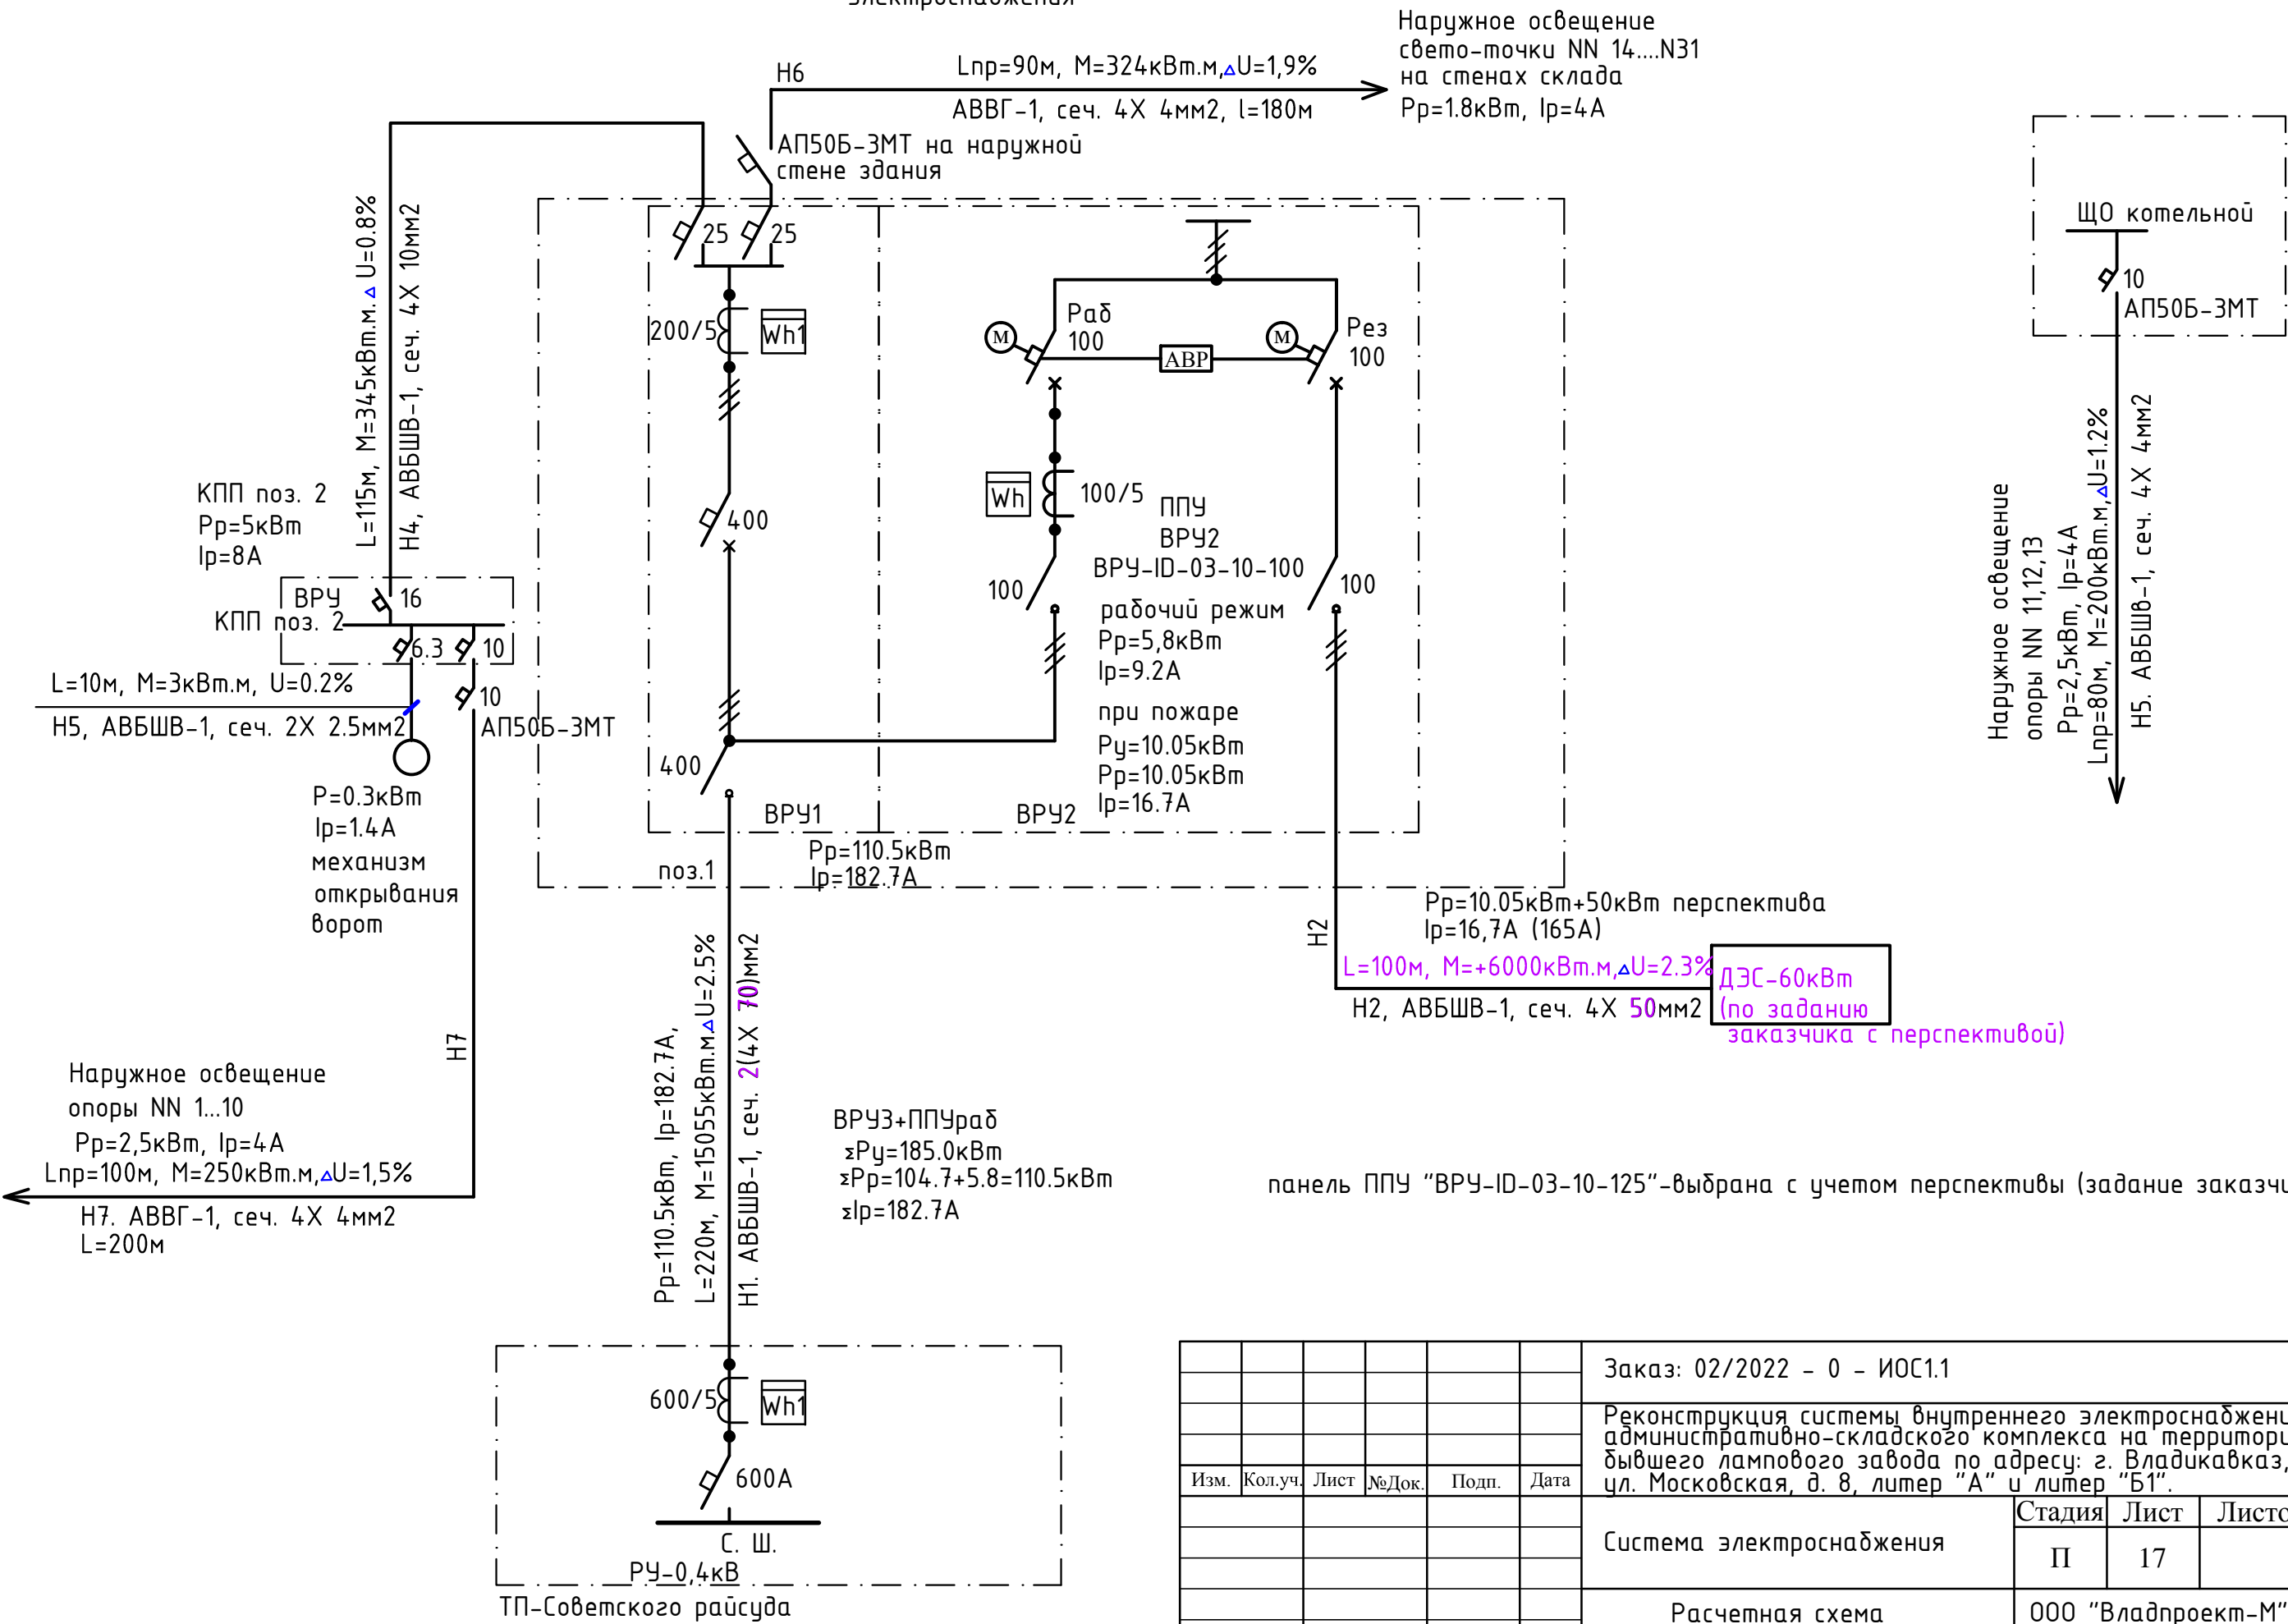 Наружное освещение
свето-точки NN 14....N31
на стенах склада
Рр=1.8кВт, Iр=4А
Н6
Lпр=90м, М=324кВт.м,△U=1,9%
АВВГ-1, сеч. 4Х 4мм2, l=180м
АП50Б-3МТ на наружной
стене здания
L=115м, М=345кВт.м.△ U=0.8%
Н4, АВБШВ-1, сеч. 4Х 10мм2
25
25
200/5
Wh1
400
400
ВРУ1
Раб
100
М
АВР
М
Рез
100
Wh
100/5
ППУ
ВРУ2
ВРУ-ID-03-10-100
100
100
рабочий режим
Рр=5,8кВт
Iр=9.2А
при пожаре
Ру=10.05кВт
Рр=10.05кВт
Iр=16.7А
ВРУ2
поз.1
Рр=110.5кВт
Iр=182.7А
ЩО котельной
10
АП50Б-3МТ
Наружное освещение
опоры NN 11,12,13
Рр=2,5кВт, Iр=4А
Lпр=80м, М=200кВт.м,△U=1.2%
Н5. АВБШв-1, сеч. 4Х 4мм2
КПП поз. 2
Рр=5кВт
Iр=8А
ВРУ
КПП поз. 2
16
6.3
10
L=10м, М=3кВт.м, U=0.2%
Н5, АВБШВ-1, сеч. 2Х 2.5мм2
10
АП50Б-3МТ
Р=0.3кВт
Iр=1.4А
механизм
открывания
ворот
Н7
Наружное освещение
опоры NN 1...10
Рр=2,5кВт, Iр=4А
Lпр=100м, М=250кВт.м,△U=1,5%
Н7. АВВГ-1, сеч. 4Х 4мм2
L=200м
Рр=110.5кВт, Iр=182.7А,
L=220м, М=15055кВт.м.△U=2.5%
Н1. АВБШВ-1, сеч. 2(4Х 70)мм2
Н2
Рр=10.05кВт+50кВт перспектива
Iр=16,7А (165А)
L=100м, М=+6000кВт.м,△U=2.3%
Н2, АВБШВ-1, сеч. 4Х 50мм2
ДЭС-60кВт
(по заданию
заказчика с перспективой)
ВРУ3+ППУраб
ΣРу=185.0кВт
ΣРр=104.7+5.8=110.5кВт
ΣIр=182.7А
панель ППУ "ВРУ-ID-03-10-125"-выбрана с учетом перспективы (задание
600/5
Wh1
600А
С. Ш.
РУ-0,4кВ
ТП-Советского райсуда
Заказ: 02/2022 - 0 - ИОС1.1
Реконструкция системы внутреннего
административно-складского комплекса на
бывшего лампового завода по адресу: г. Владикавказ,
ул. Московская, д. 8, литер "А" и литер "Б1".
Изм. Кол.уч. Лист №Док. Подп. Дата
Система электроснабжения
Стадия Лист
П 17
Расчетная схема
ООО "Владпроект-М"